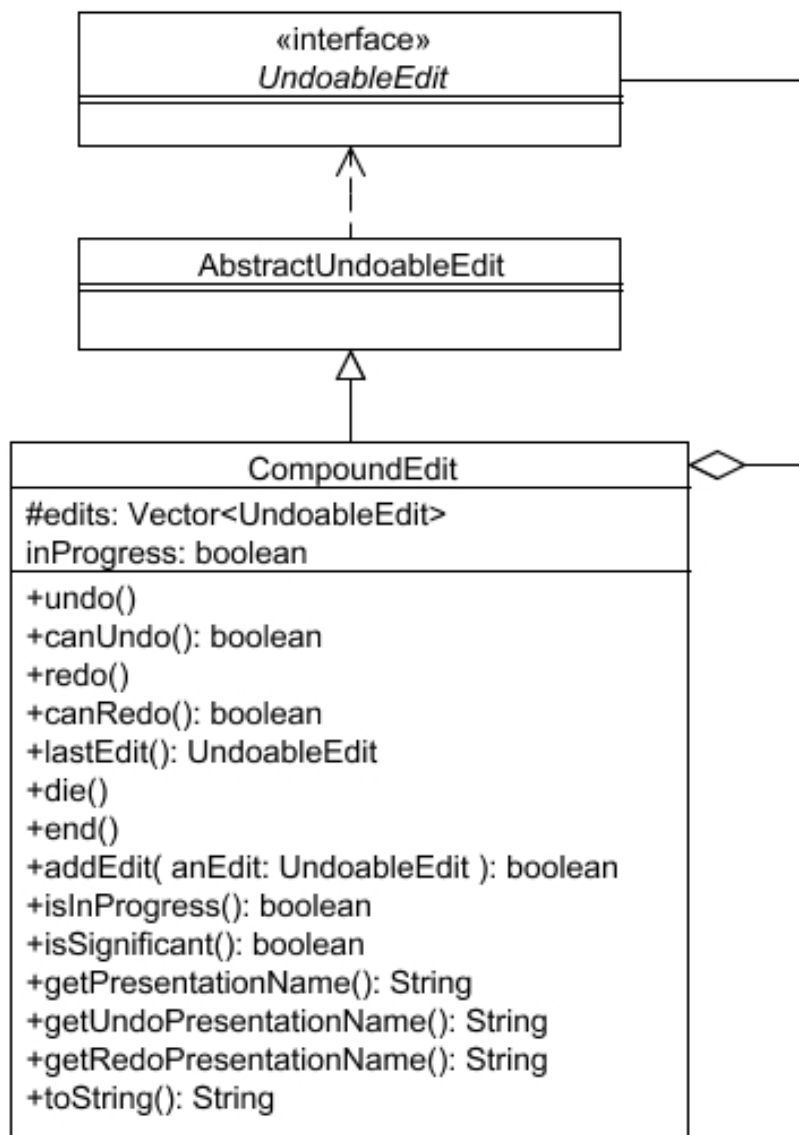 «interface»
UndoableEdit
AbstractUndoableEdit
CompoundEdit
#edits: Vector<UndoableEdit>
inProgress: boolean
+undo()
+canUndo(): boolean
+redo()
+canRedo(): boolean
+lastEdit(): UndoableEdit
+die()
+end()
+addEdit( anEdit: UndoableEdit ): boolean
+isInProgress(): boolean
+isSignificant(): boolean
+getPresentationName(): String
+getUndoPresentationName(): String
+getRedoPresentationName(): String
+toString(): String